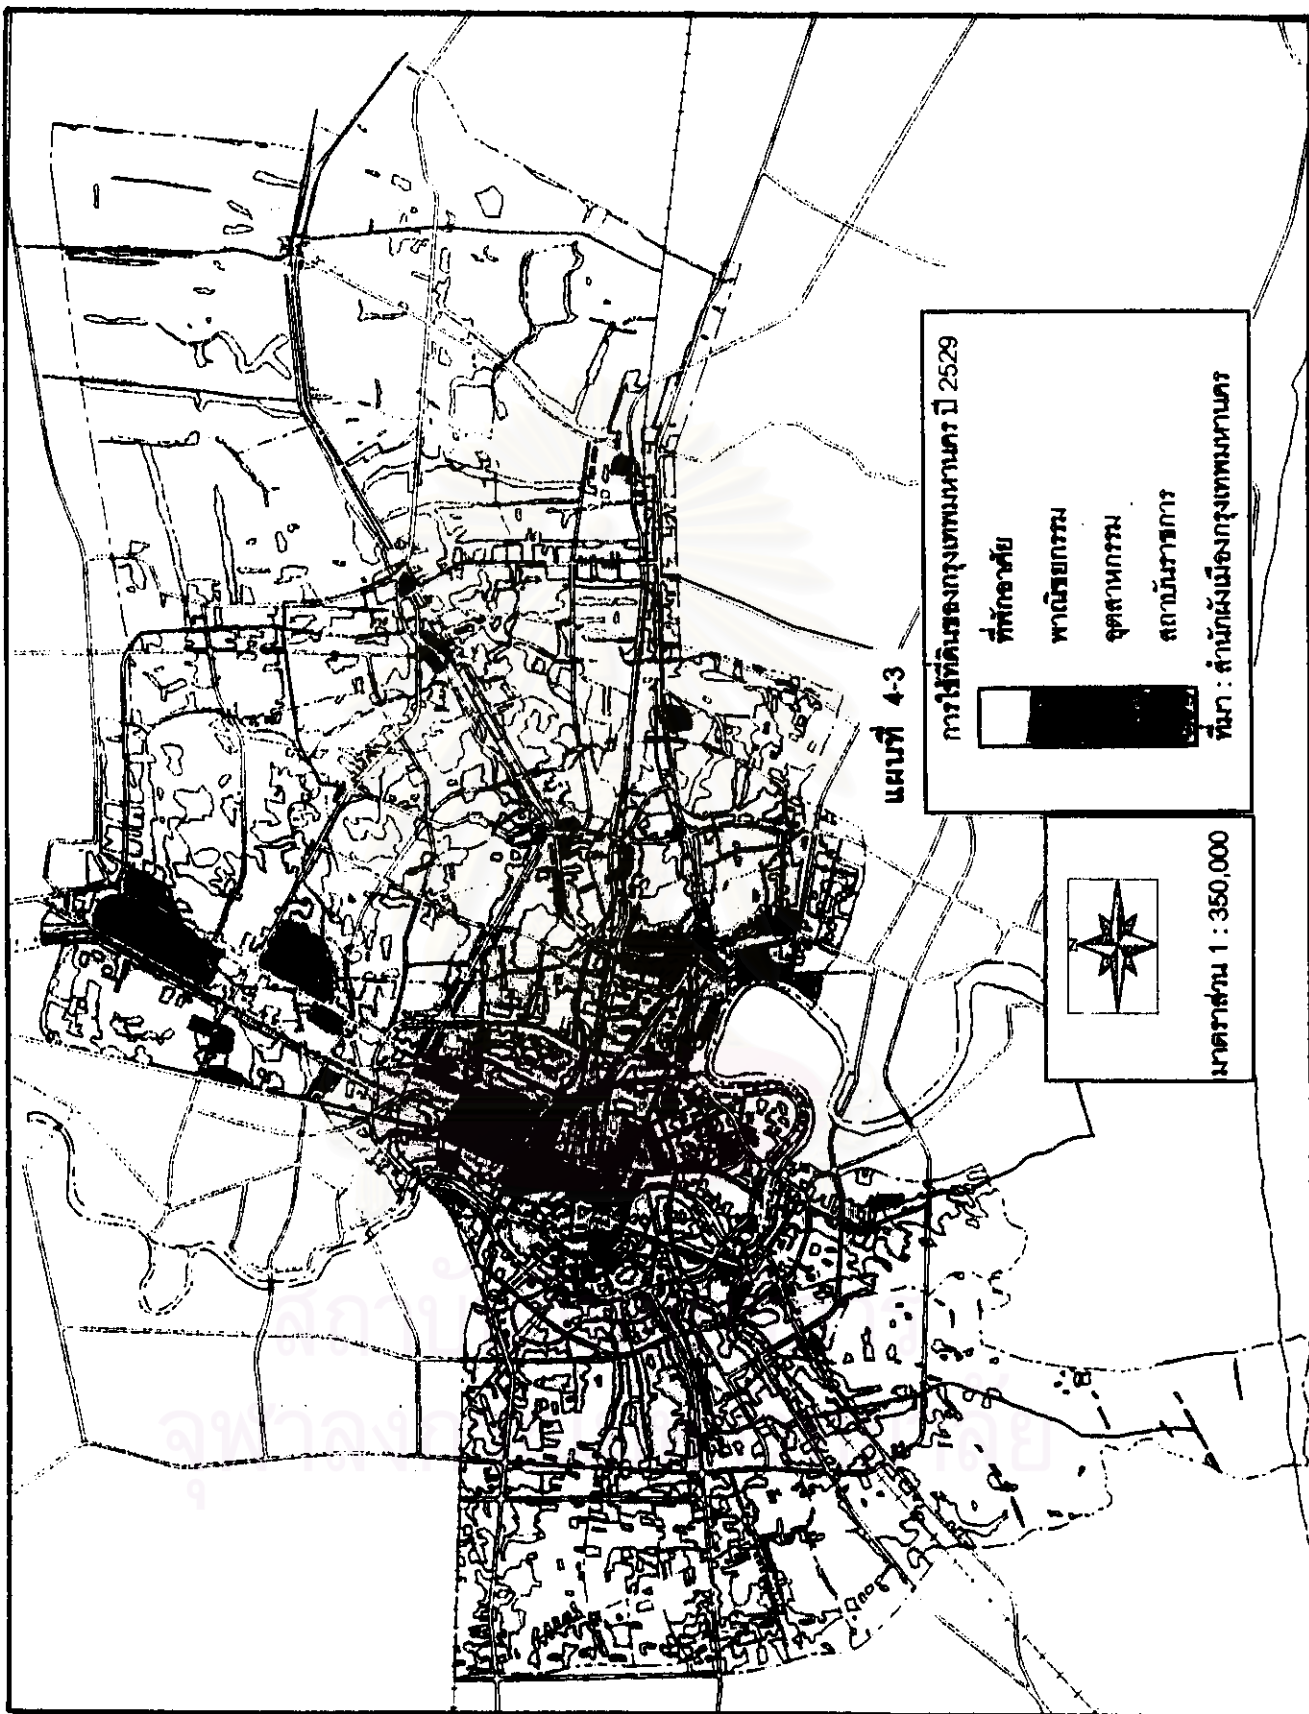 แผนที่ 4-3
การใช้ที่ดินของกรุงเทพมหานคร ปี 2529
ที่พักอาศัย
พาณิชยกรรม
อุตสาหกรรม
สถาบันราชการ
ที่มา : สำนักผังเมืองกรุงเทพมหานคร
N
มาตราส่วน 1 : 350,000